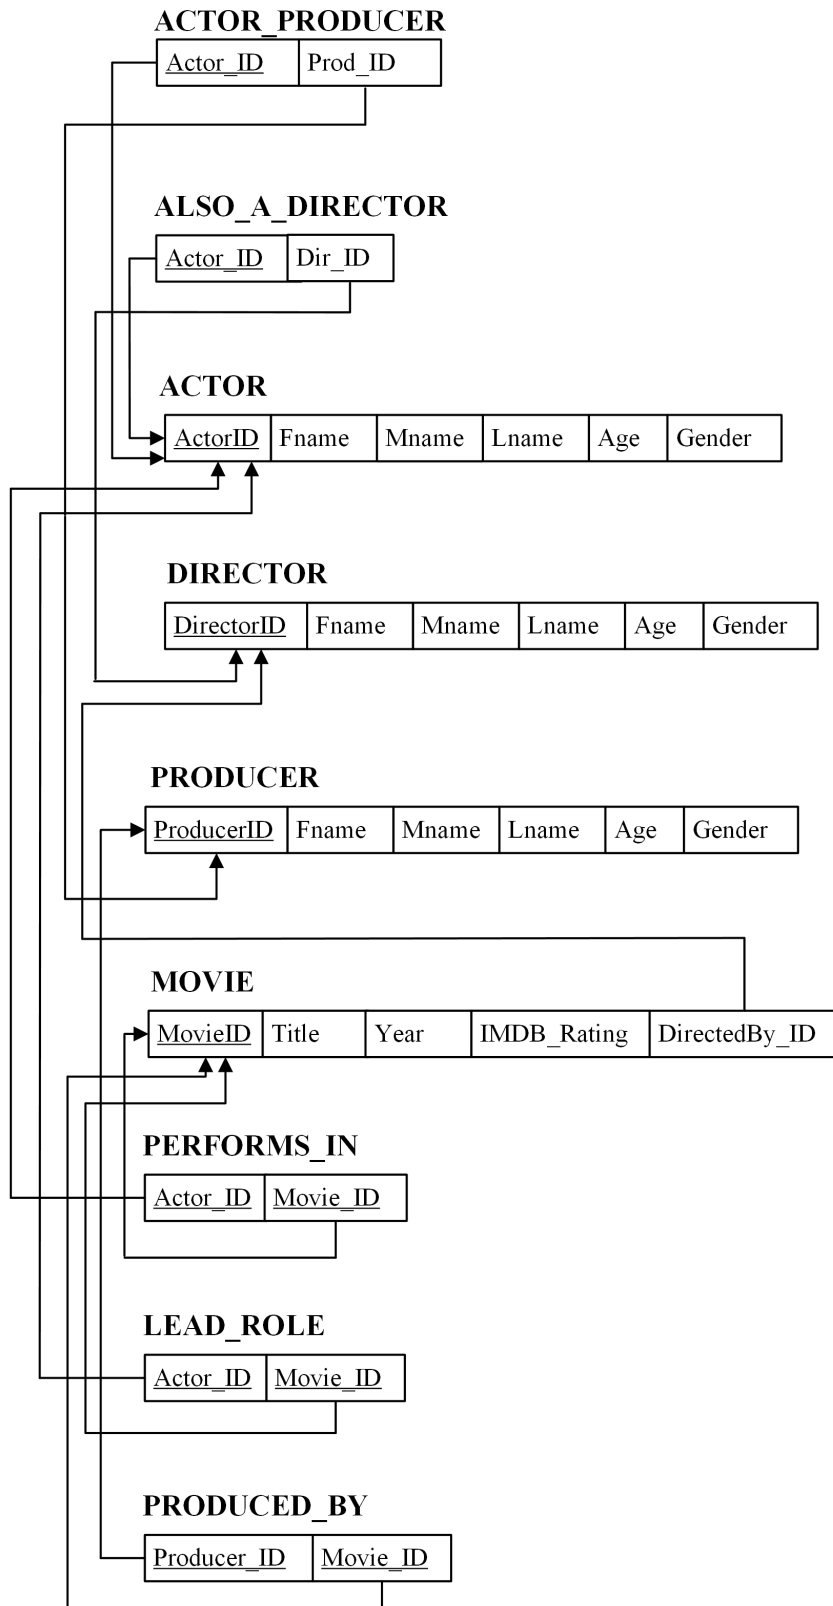 ACTOR_PRODUCER
Actor_ID Prod_ID
ALSO_A_DIRECTOR
Actor_ID Dir_ID
ACTOR
ActorID Fname Mname Lname Age Gender
DIRECTOR
DirectorID Fname Mname Lname Age Gender
PRODUCER
ProducerID Fname Mname Lname Age Gender
MOVIE
MovieID Title Year IMDB_Rating DirectedBy_ID
PERFORMS_IN
Actor_ID Movie_ID
LEAD_ROLE
Actor_ID Movie_ID
PRODUCED_BY
Producer_ID Movie_ID